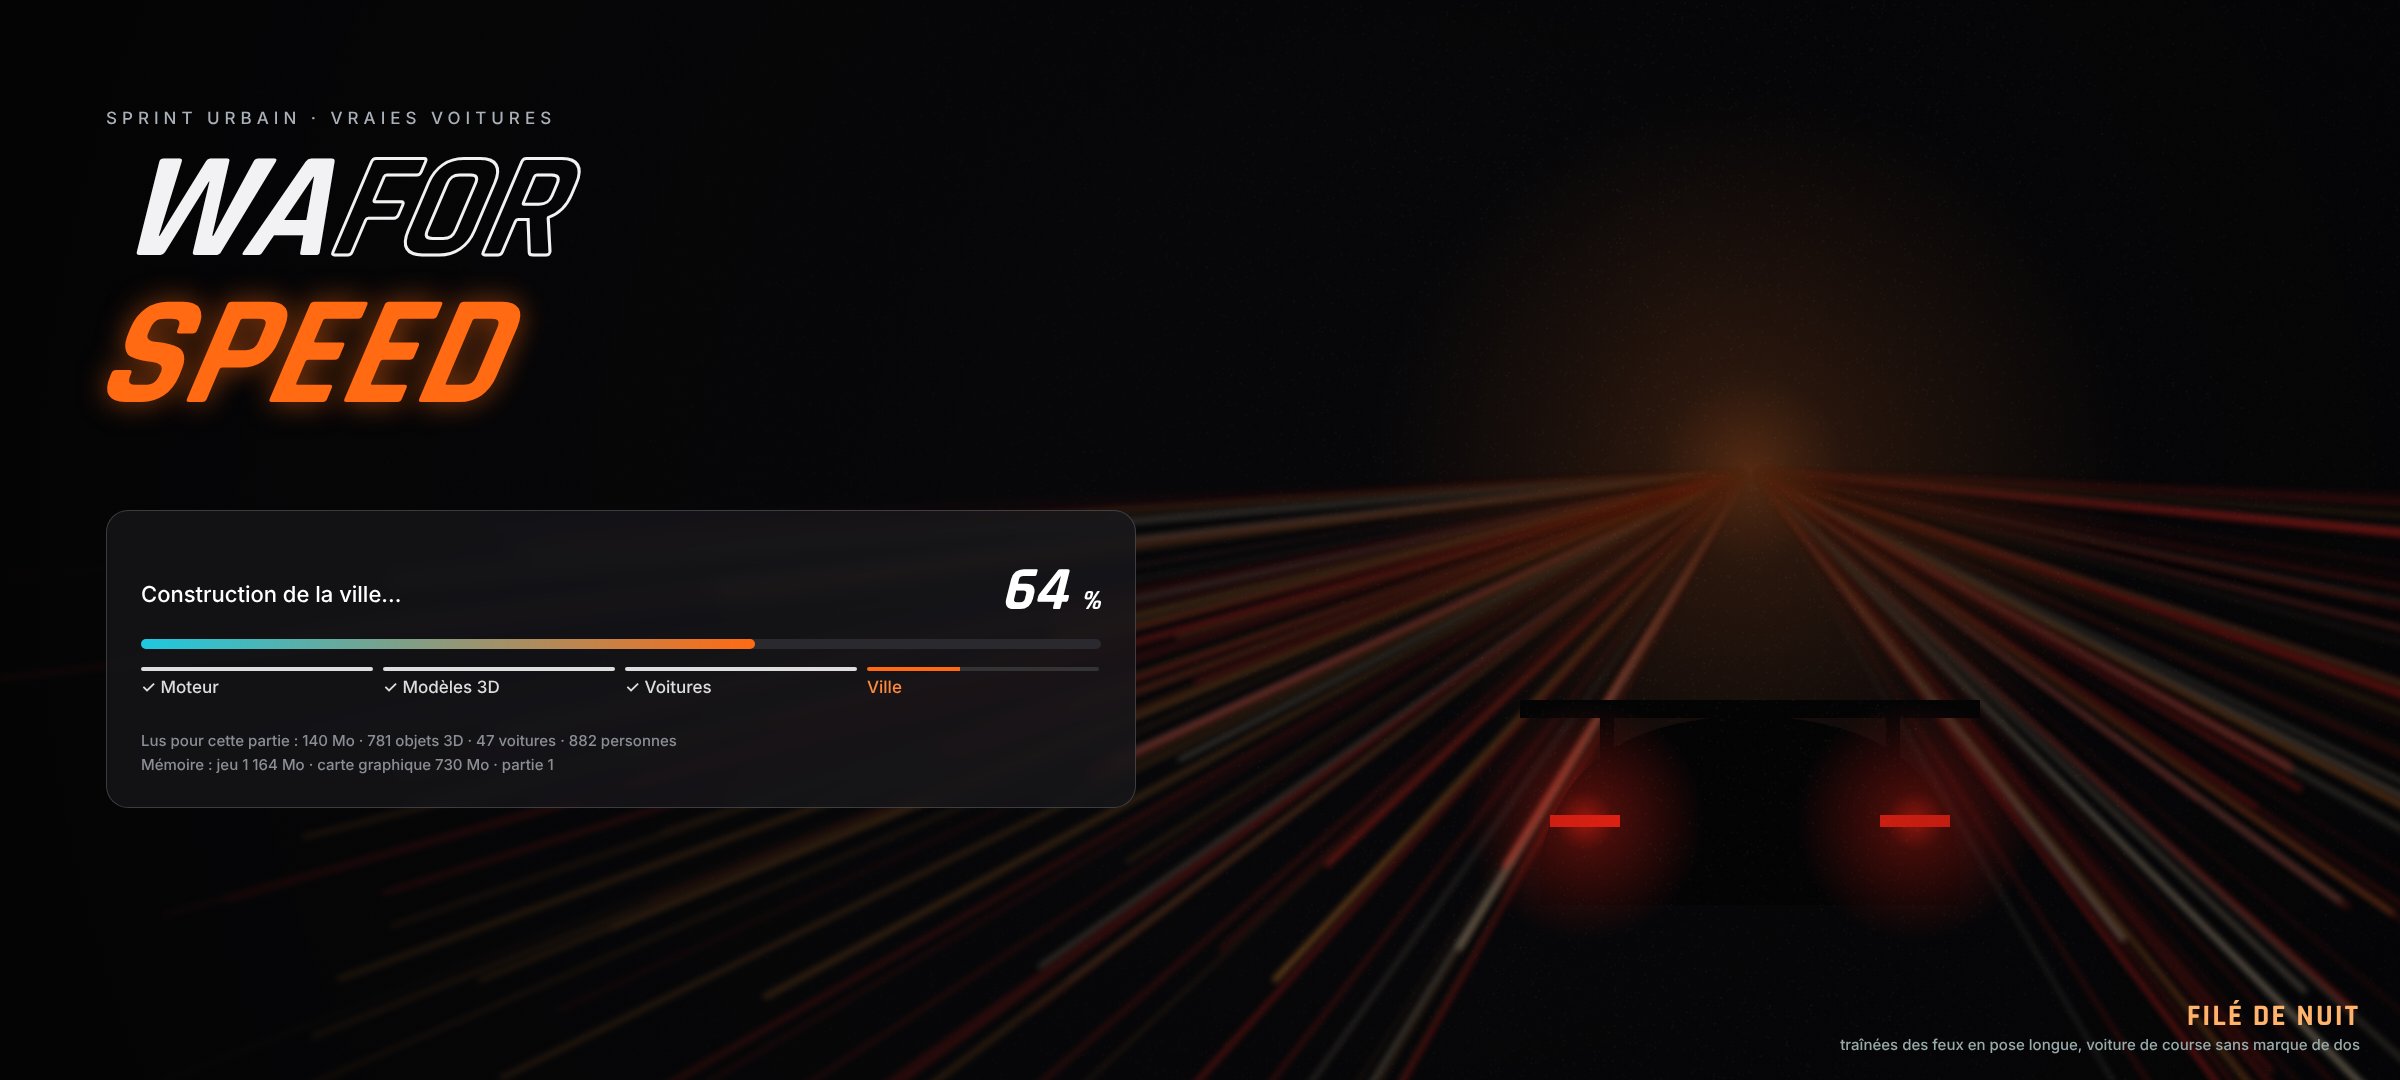 SPRINT URBAIN · VRAIES VOITURES
WAFOR
SPEED
Construction de la ville...
64 %
✓ Moteur ✓ Modèles 3D ✓ Voitures Ville
Lus pour cette partie : 140 Mo · 781 objets 3D · 47 voitures · 882 personnes
Mémoire : jeu 1 164 Mo · carte graphique 730 Mo · partie 1
FILÉ DE NUIT
traînées des feux en pose longue, voiture de course sans marque de dos